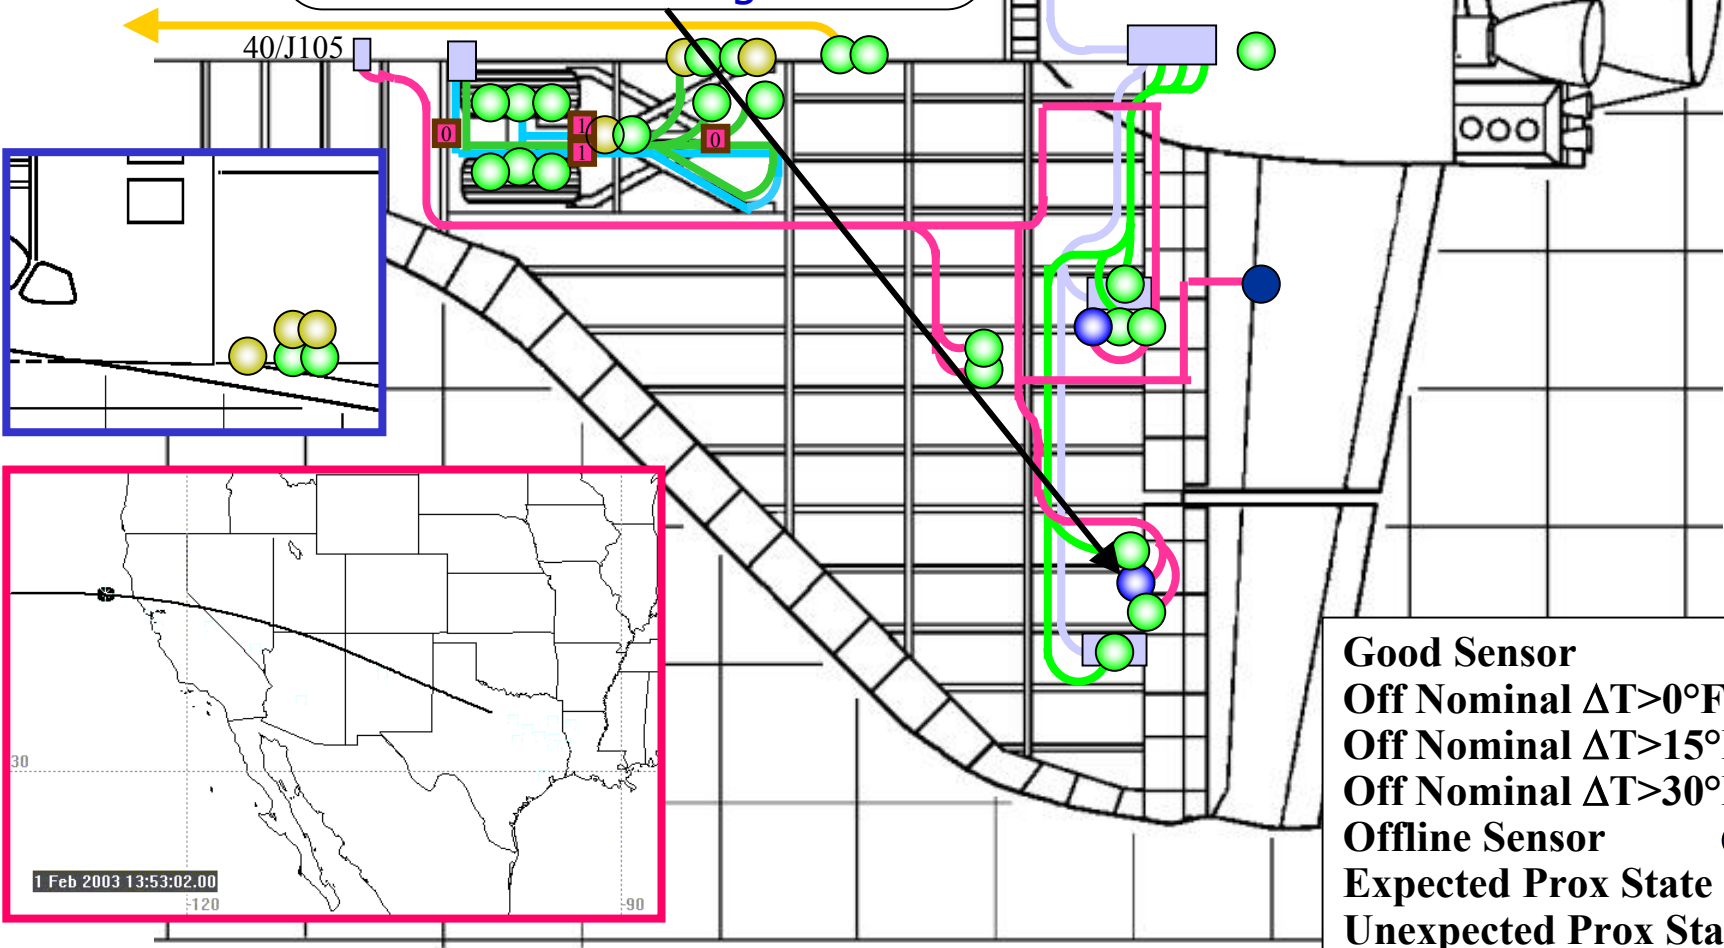 40/J105
0
1
1
0
30
1 Feb 2003 13:53:02.00
-120
-90
Good Sensor
Off Nominal ΔT>0°F
Off Nominal ΔT>15°
Off Nominal ΔT>30°
Offline Sensor
Expected Prox State
Unexpected Prox Sta